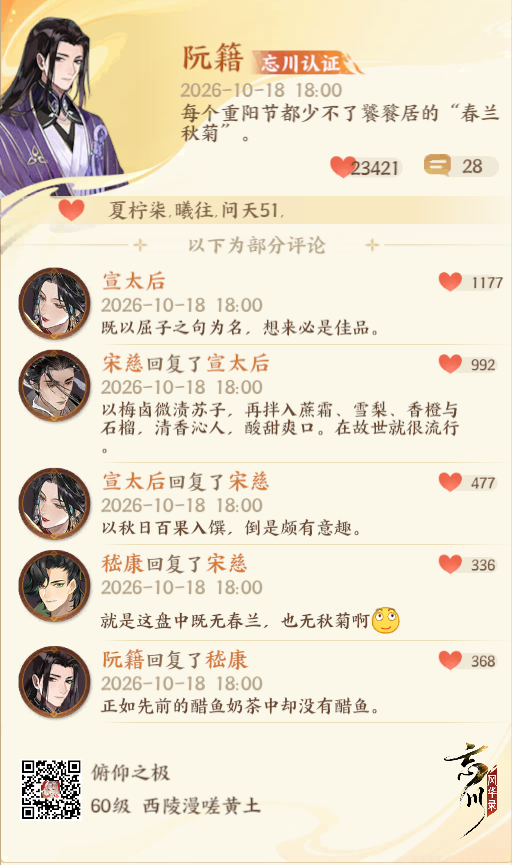 阮籍 忘川认证
2026-10-18 18:00
每个重阳节都少不了饕餮居的“春兰
秋菊”。
23421 28
夏柠柒,曦往,问天51,
以下为部分评论
宣太后 1177
2026-10-18 18:00
既以屈子之句为名，想来必是佳品。
宋慈回复了宣太后 992
2026-10-18 18:00
以梅卤微渍苏子，再拌入蔗霜、雪梨、香橙与
石榴，清香沁人，酸甜爽口。在故世就很流行
。
宣太后回复了宋慈 477
2026-10-18 18:00
以秋日百果入馔，倒是颇有意趣。
嵇康回复了宋慈 336
2026-10-18 18:00
就是这盘中既无春兰，也无秋菊啊
阮籍回复了嵇康 368
2026-10-18 18:00
正如先前的醋鱼奶茶中却没有醋鱼。
俯仰之极
60级 西陵漫嗟黄土
忘川
风华录